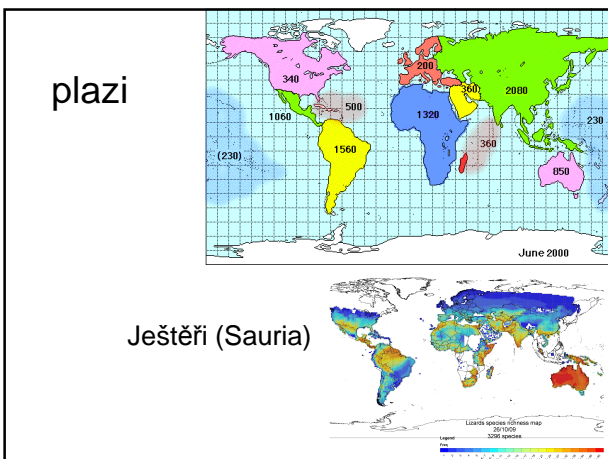 plazi
340
200
360
2080
1060
500
1320
230
(230)
1560
360
850
June 2000
Ještěři (Sauria)
Lizards species richness map
26/10/09
3296 species
Legend
Freq